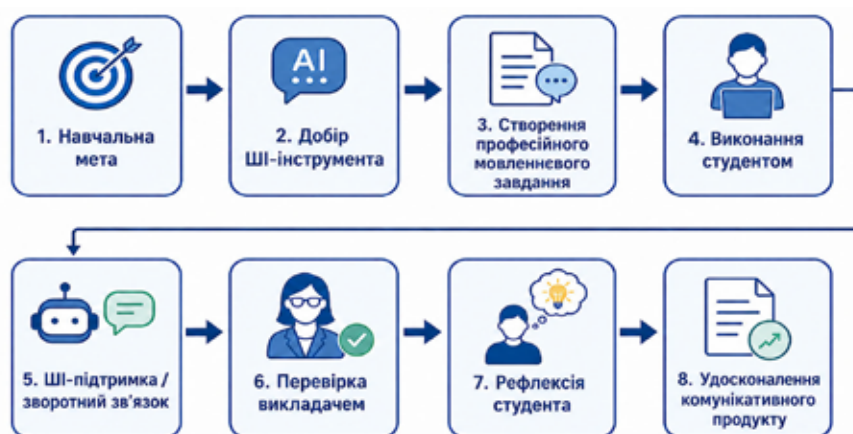 1. Навчальна
мета
AI
2. Добір
ШІ-інструмента
3. Створення
професійного
мовленнєвого
завдання
4. Виконання
студентом
5. ШІ-підтримка /
зворотний зв'язок
6. Перевірка
викладачем
7. Рефлексія
студента
8. Удосконалення
комунікативного
продукту